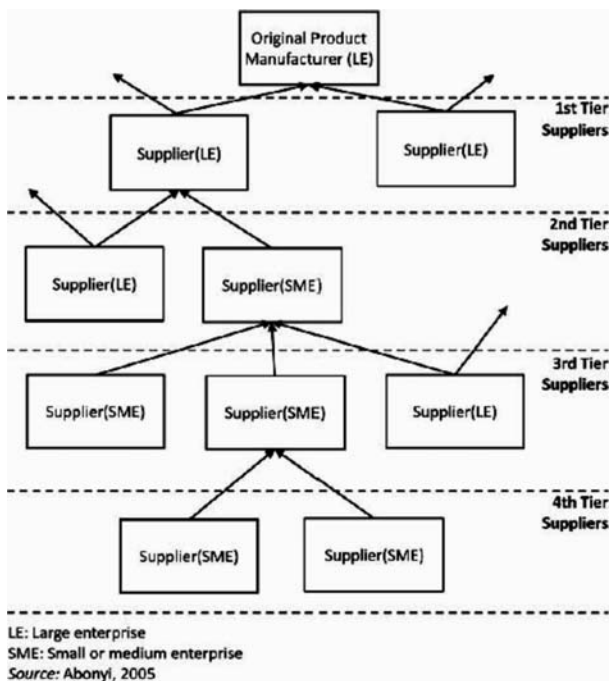 Original Product
Manufacturer (LE)
1st Tier
Suppliers
Supplier(LE)
Supplier(LE)
2nd Tier
Suppliers
Supplier(LE)
Supplier(SME)
3rd Tier
Suppliers
Supplier(SME)
Supplier(SME)
Supplier(LE)
4th Tier
Suppliers
Supplier(SME)
Supplier(SME)
LE: Large enterprise
SME: Small or medium enterprise
Source: Abonyi, 2005